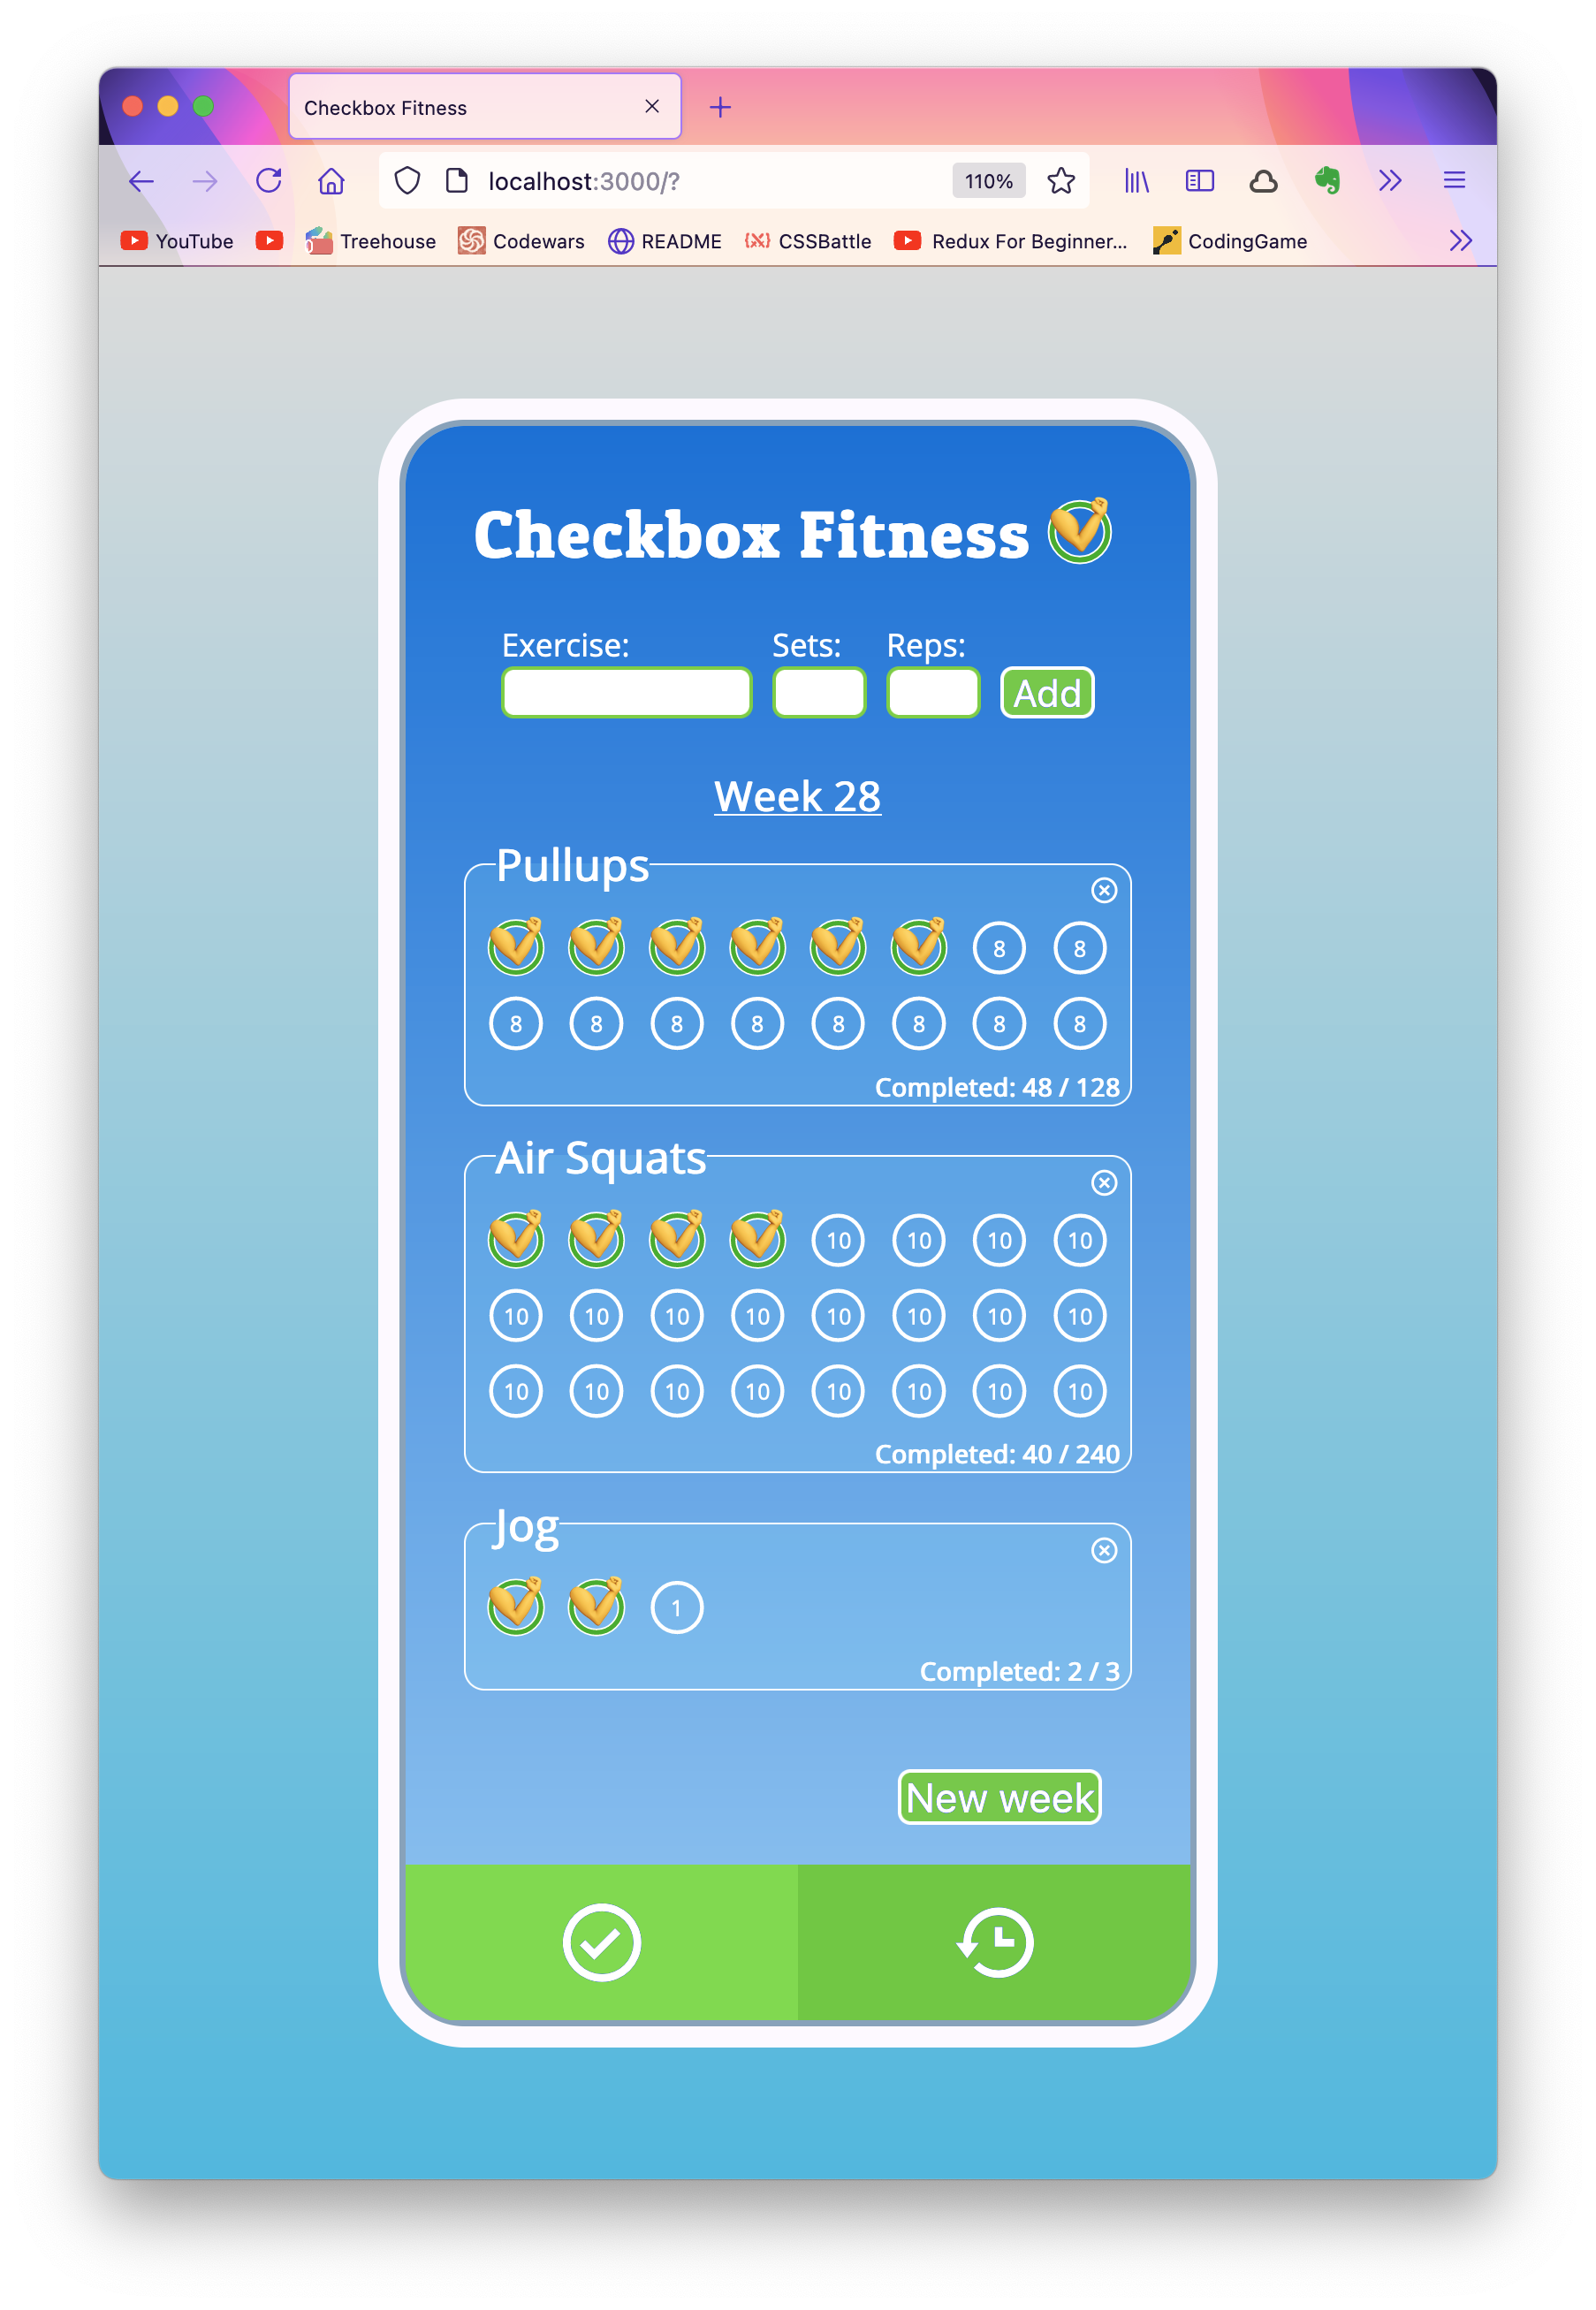 Checkbox Fitness
localhost:3000/?
110%
YouTube
Treehouse
Codewars
README
CSSBattle
Redux For Beginner...
CodingGame
Checkbox Fitness
Exercise:
Sets:
Reps:
Add
Week 28
Pullups
8 8
8 8 8 8 8 8 8 8
Completed: 48 / 128
Air Squats
10 10 10 10
10 10 10 10 10 10 10 10
10 10 10 10 10 10 10 10
Completed: 40 / 240
Jog
1
Completed: 2 / 3
New week